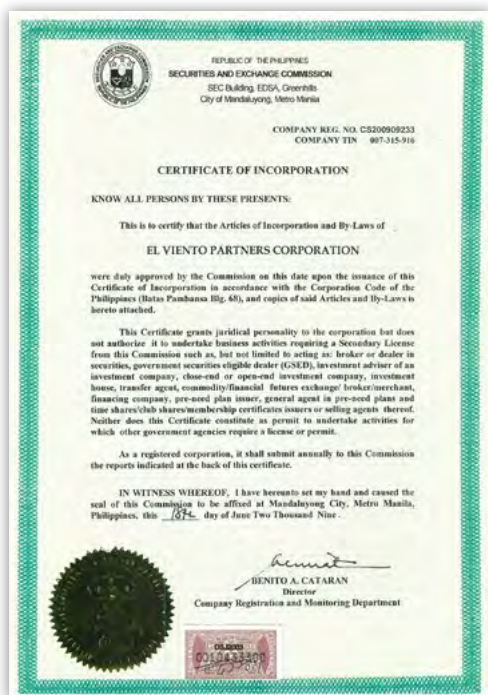 REPUBLIC OF THE PHILIPPINES
SECURITIES AND EXCHANGE COMMISSION
SEC Building, EDSA, Greenhills
City of Mandaluyong, Metro Manila
COMPANY REG. NO. CS200909233
COMPANY TIN 007-315-916
CERTIFICATE OF INCORPORATION
KNOW ALL PERSONS BY THESE PRESENTS:
This is to certify that the Articles of Incorporation and By-Laws of
EL VIENTO PARTNERS CORPORATION
were duly approved by the Commission on this date upon the issuance of this
Certificate of Incorporation in accordance with the Corporation Code of the
Philippines (Batas Pambansa Blg. 68), and copies of said Articles and By-Laws is
hereto attached.
This Certificate grants juridical personality to the corporation but does
not authorize it to undertake business activities requiring a Secondary License
from this Commission such as, but not limited to acting as: broker or dealer in
securities, government securities eligible dealer (GSED), investment adviser of an
investment company, close-end or open-end investment company, investment
house, transfer agent, commodity/financial futures exchange/ broker/merchant,
financing company, pre-need plan issuer, general agent in pre-need plans and
time shares/club shares/membership certificates issuers or selling agents thereof.
Neither does this Certificate constitute as permit to undertake activities for
which other government agencies require a license or permit.
As a registered corporation, it shall submit annually to this Commission
the reports indicated at the back of this certificate.
IN WITNESS WHEREOF, I have hereunto set my hand and caused the
seal of this Commission to be affixed at Mandaluyong City, Metro Manila,
Philippines, this day of June Two Thousand Nine.
BENITO A. CATARAN
Director
Company Registration and Monitoring Department